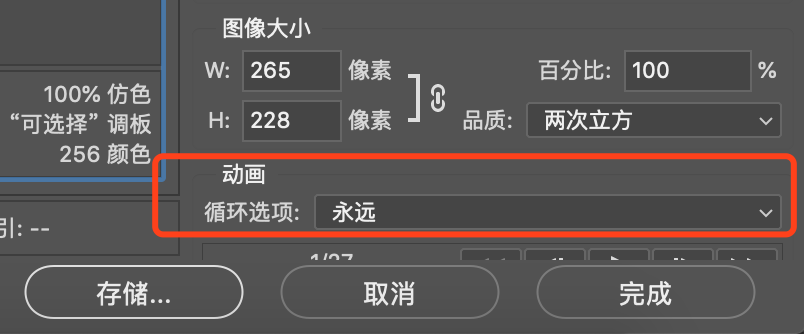 图像大小
W: 265 像素
百分比: 100 %
H: 228 像素
品质: 两次立方
100% 仿色
“可选择” 调板
256 颜色
动画
循环选项: 永远
引: --
1/27
存储...
取消
完成